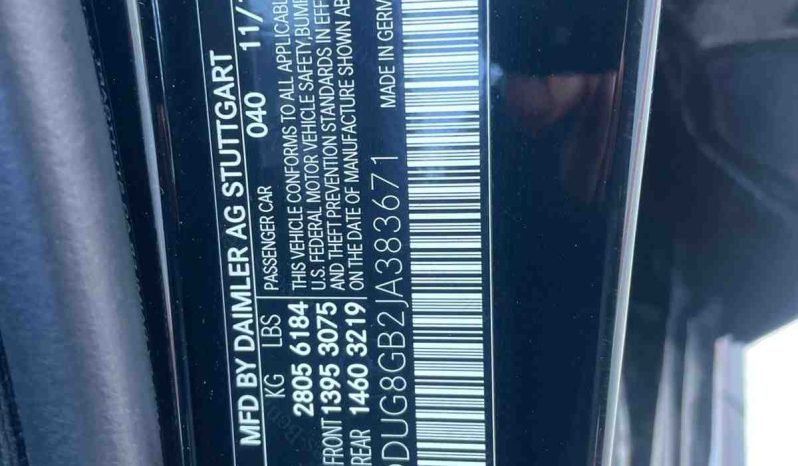 MFD BY DAIMLER AG STUTTGART
040 11/
KG LBS PASSENGER CAR
2805 6184 THIS VEHICLE CONFORMS TO ALL APPLICABL
FRONT 1395 3075 U.S. FEDERAL MOTOR VEHICLE SAFETY, BUMP
REAR 1460 3219 AND THEFT PREVENTION STANDARDS IN EFF
ON THE DATE OF MANUFACTURE SHOWN AB
DUG8GB2JA383671 MADE IN GERM